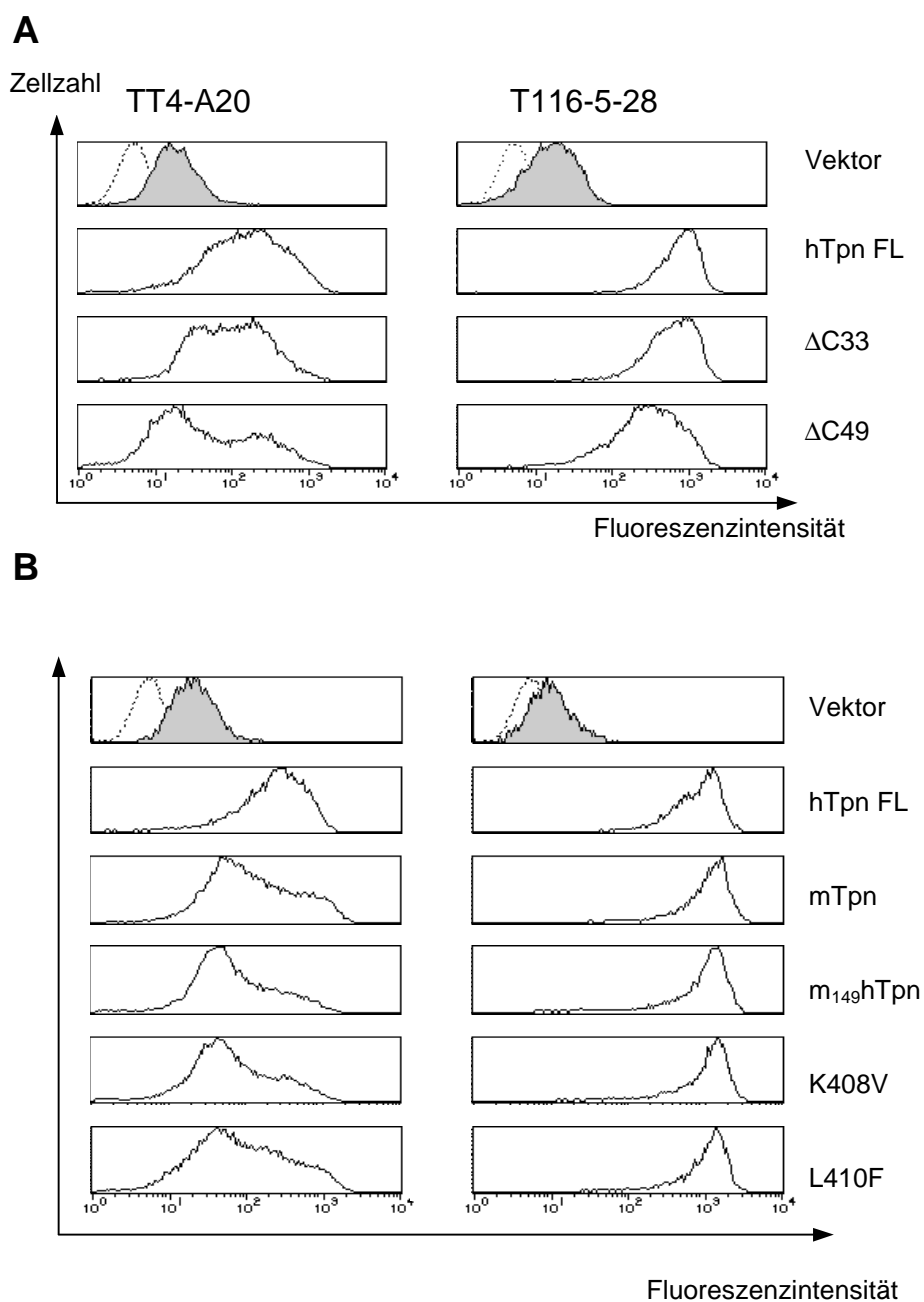 A
Zellzahl
TT4-A20
T116-5-28
Vektor
hTpn FL
ΔC33
ΔC49
10⁰ 10¹ 10² 10³ 10⁴
10⁰ 10¹ 10² 10³ 10⁴
Fluoreszenzintensität
B
Vektor
hTpn FL
mTpn
m₁₄₉hTpn
K408V
L410F
10⁰ 10¹ 10² 10³
10⁰ 10¹ 10² 10³ 10⁴
Fluoreszenzintensität